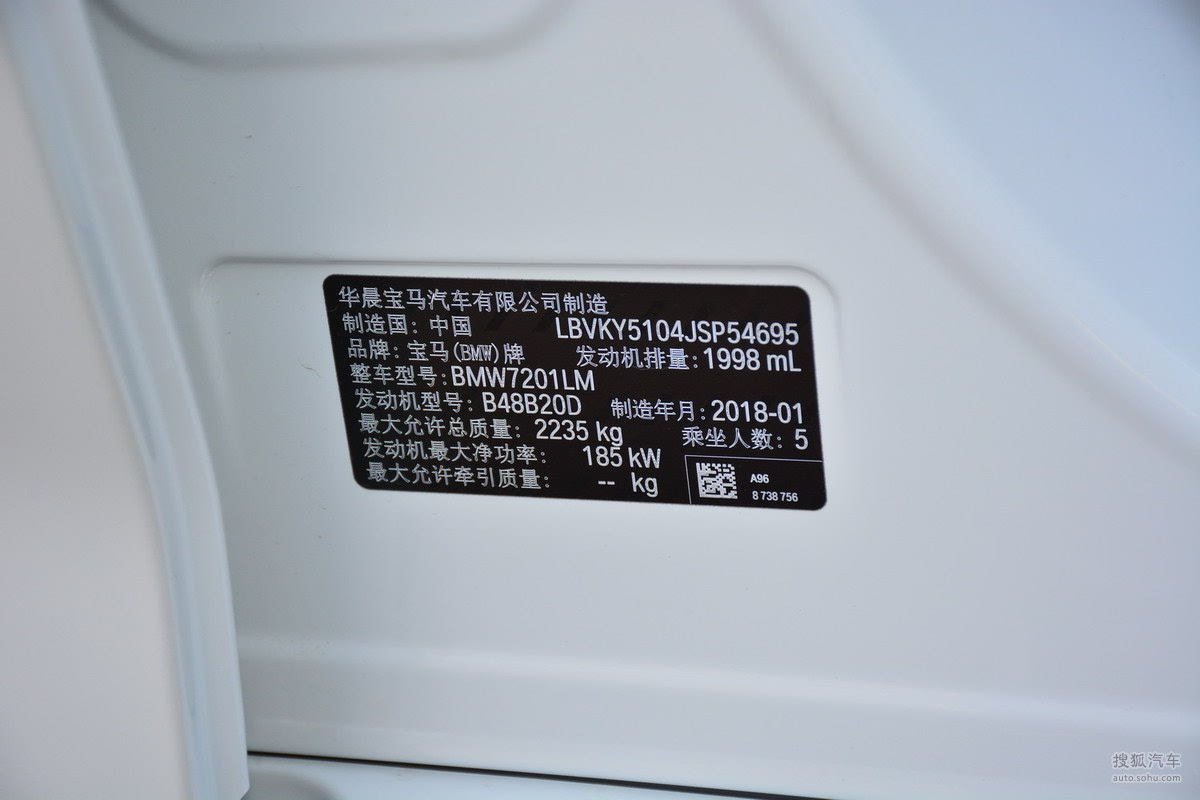 华晨宝马汽车有限公司制造
制造国: 中国 LBVKY5104JSP54695
品牌: 宝马(BMW)牌 发动机排量: 1998 mL
整车型号: BMW7201LM
发动机型号: B48B20D 制造年月: 2018-01
最大允许总质量: 2235 kg 乘坐人数: 5
发动机最大净功率: 185 kW
最大允许牵引质量: -- kg
A96
8 738 756
搜狐汽车
auto.sohu.com